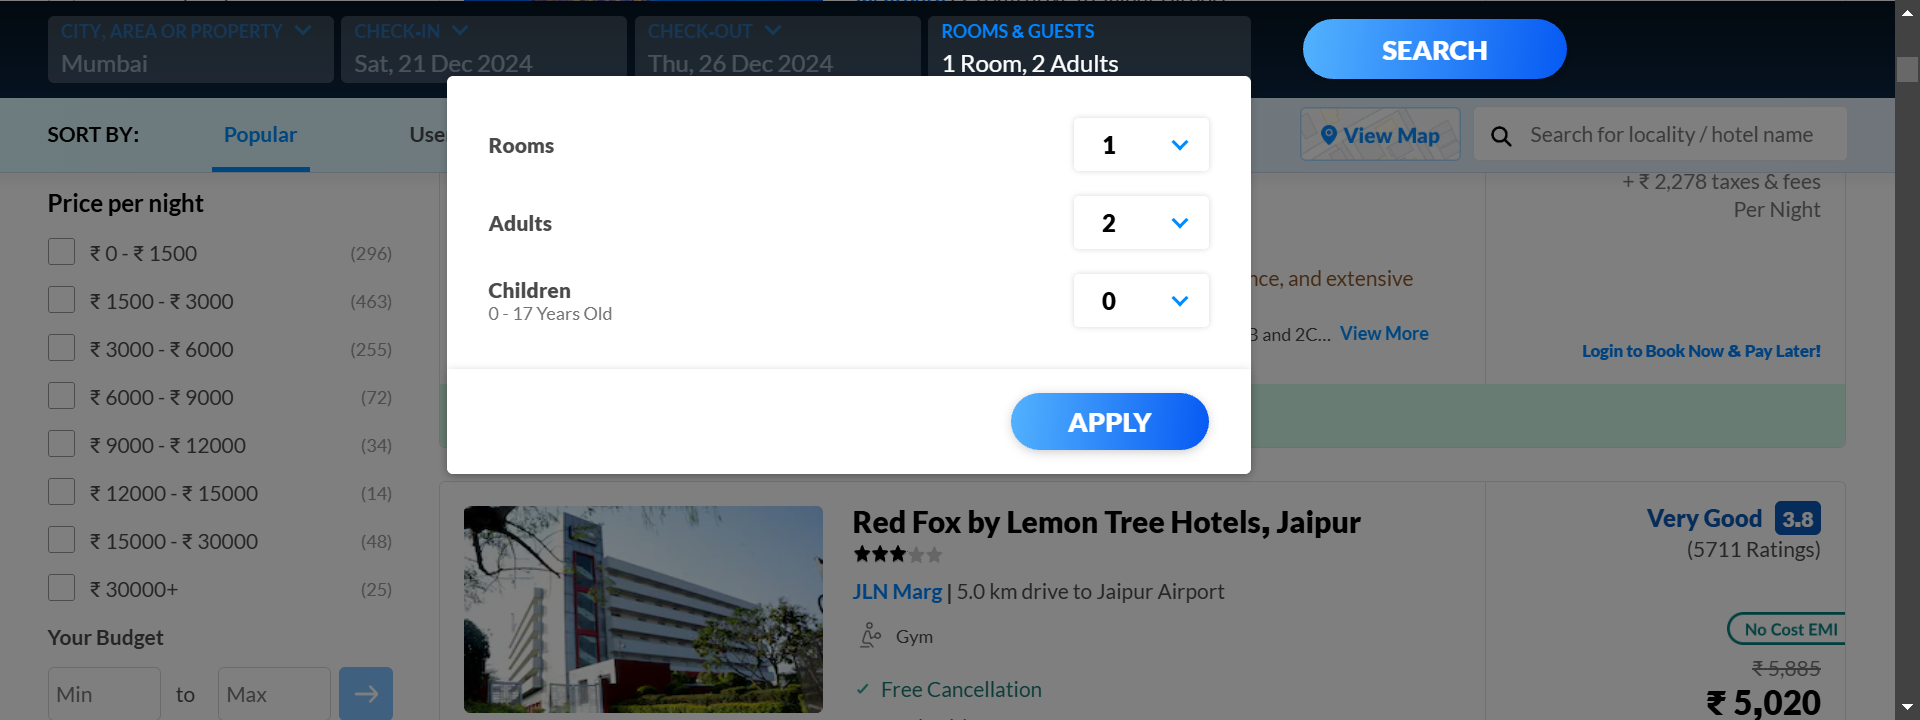 CITY, AREA OR PROPERTY
Mumbai
CHECK-IN
Sat, 21 Dec 2024
CHECK-OUT
Thu, 26 Dec 2024
ROOMS & GUESTS
1 Room, 2 Adults
SEARCH
SORT BY:
Popular
Use
View Map
Search for locality / hotel name
Rooms
1
Adults
2
Children
0 - 17 Years Old
0
APPLY
Price per night
₹ 0 - ₹ 1500 (296)
₹ 1500 - ₹ 3000 (463)
₹ 3000 - ₹ 6000 (255)
₹ 6000 - ₹ 9000 (72)
₹ 9000 - ₹ 12000 (34)
₹ 12000 - ₹ 15000 (14)
₹ 15000 - ₹ 30000 (48)
₹ 30000+ (25)
Your Budget
Min to Max
+ ₹ 2,278 taxes & fees
Per Night
nce, and extensive
B and 2C... View More
Login to Book Now & Pay Later!
Red Fox by Lemon Tree Hotels, Jaipur
JLN Marg | 5.0 km drive to Jaipur Airport
Gym
Free Cancellation
Very Good 3.8
(5711 Ratings)
No Cost EMI
₹ 5,885
₹ 5,020